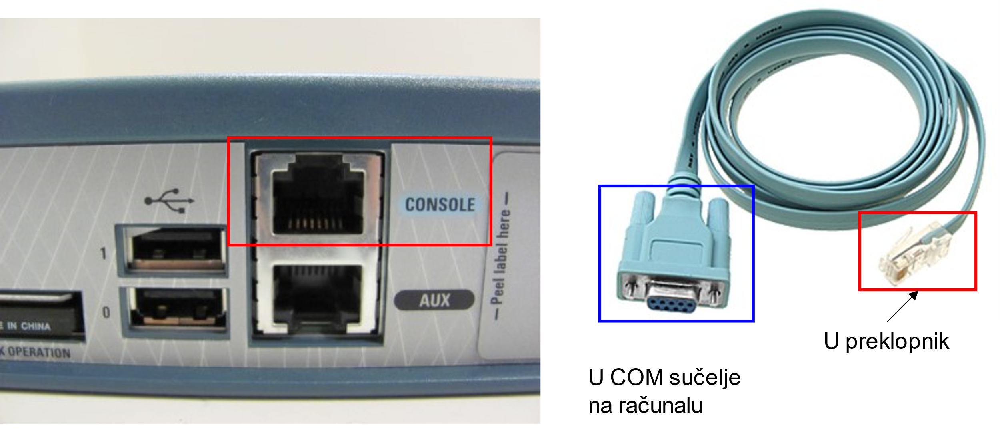 CONSOLE
1
0
AUX
—Peel label here—
E IN CHINA
K OPERATION
U preklopnik
U COM sučelje
na računalu